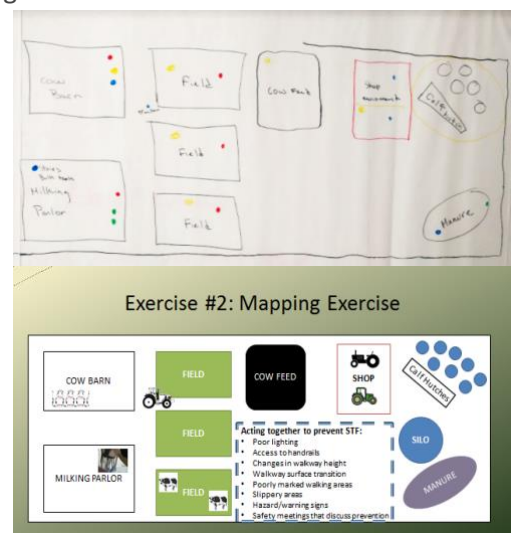 Cow
Barn
Field
Cow Feed
Shop
Calf Hutches
Field
Milking
Parlor
Field
Manure
Exercise #2: Mapping Exercise
COW BARN
FIELD
COW FEED
SHOP
Calf Hutches
FIELD
Acting together to prevent STF:
• Poor lighting
• Access to handrails
• Changes in walkway height
• Walkway surface transition
• Poorly marked walking areas
• Slippery areas
• Hazard/warning signs
• Safety meetings that discuss prevention
SILO
MILKING PARLOR
FIELD
MANURE